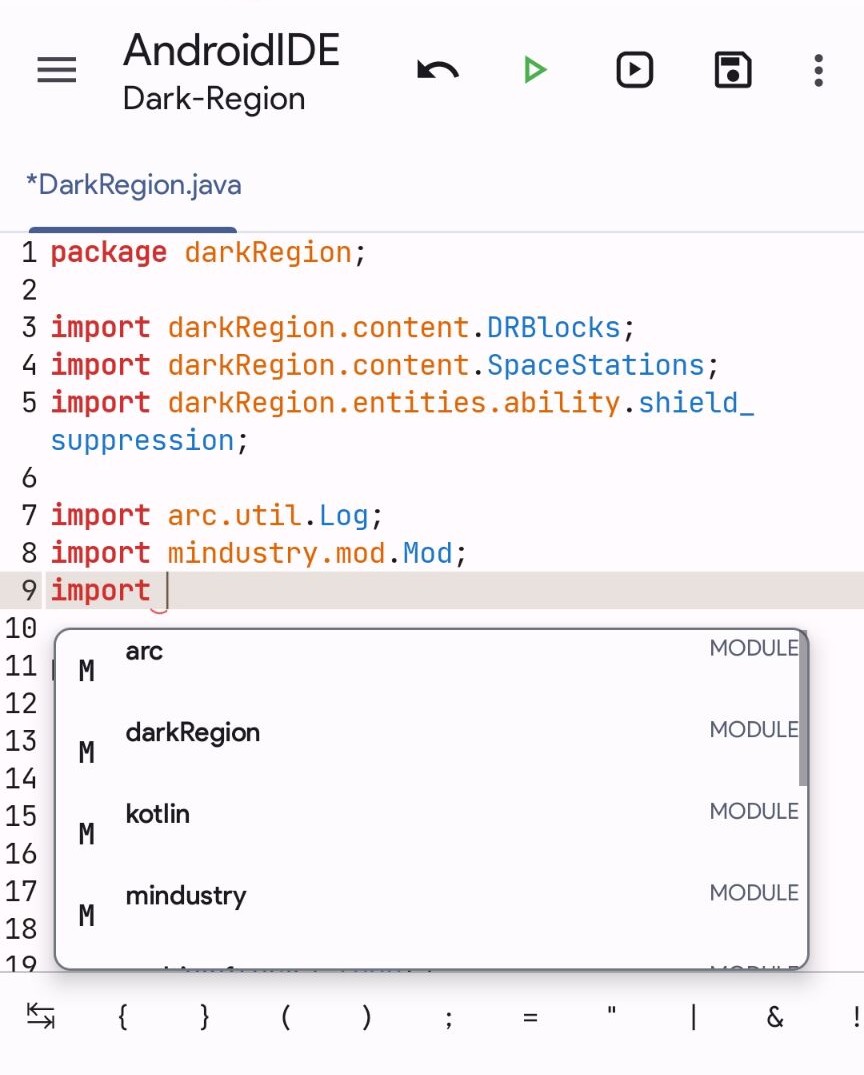 AndroidIDE
Dark-Region
*DarkRegion.java
1 package darkRegion;
2
3 import darkRegion.content.DRBlocks;
4 import darkRegion.content.SpaceStations;
5 import darkRegion.entities.ability.shield_
suppression;
6
7 import arc.util.Log;
8 import mindustry.mod.Mod;
9 import
10
11
12
13
14
15
16
17
18
19
M arc MODULE
M darkRegion MODULE
M kotlin MODULE
M mindustry MODULE
MODULE
{ } ( ) ; = " | & !